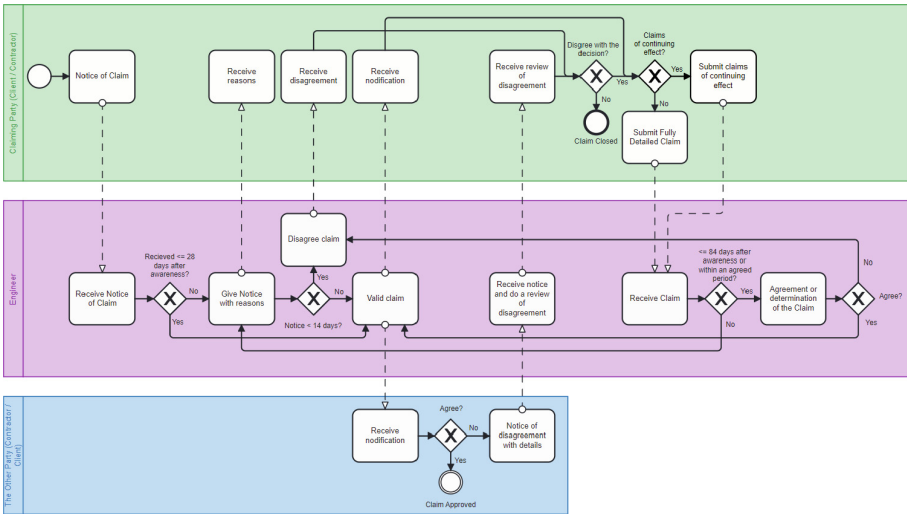 Claiming Party (Client / Contractor)
Notice of Claim
Receive
reasons
Receive
disagreement
Receive
notification
Receive review
of
disagreement
Disgree with the
decision?
Yes
No
Claim Closed
Claims
of continuing
effect?
Yes
No
Submit claims
of continuing
effect
Submit Fully
Detailed Claim
Engineer
Receive Notice
of Claim
Recieved <= 28
days after
awareness?
No
Yes
Give Notice
with reasons
Disagree claim
Yes
No
Notice < 14 days?
Valid claim
Receive notice
and do a review
of
disagreement
Receive Claim
<= 84 days after
awareness or
within an agreed
period?
Yes
No
Agreement or
determination
of the Claim
No
Agree?
Yes
The Other Party (Contractor /
Client)
Receive
notification
Agree?
No
Yes
Claim Approved
Notice of
disagreement
with details